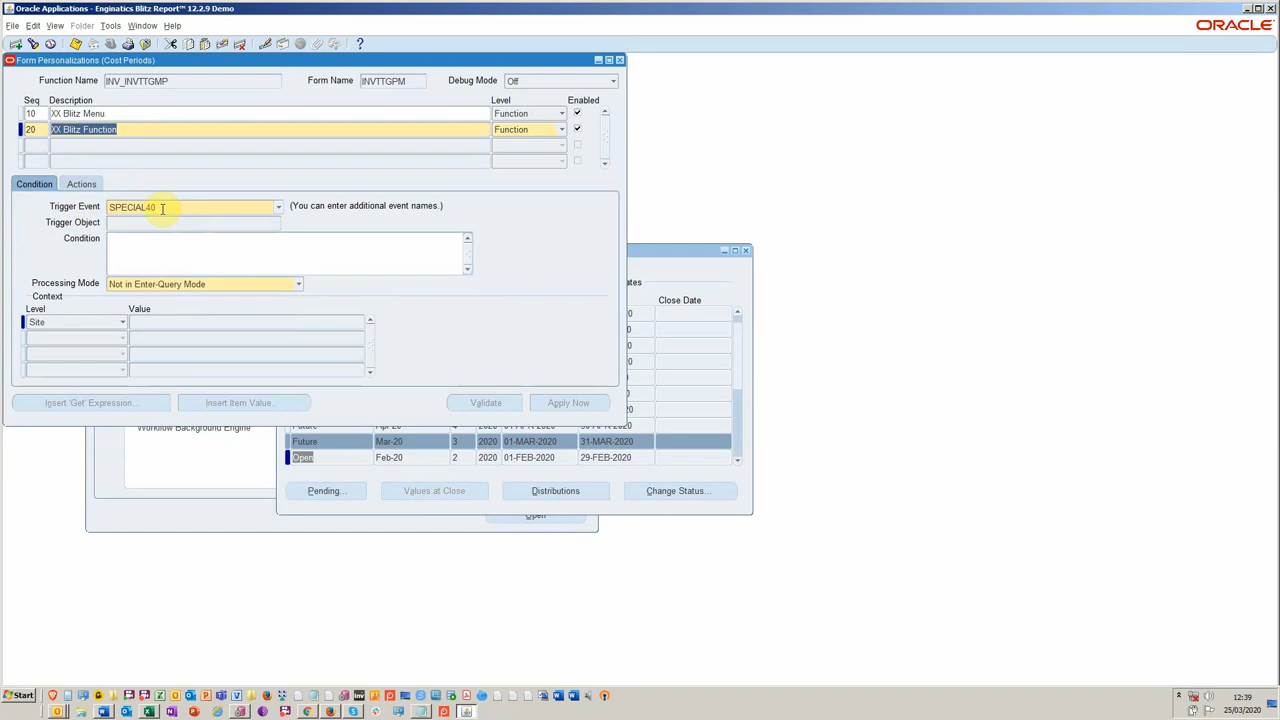 Oracle Applications - Enginatics Blitz Report™ 12.2.9 Demo
File Edit View Folder Tools Window Help
ORACLE
Form Personalizations (Cost Periods)
Function Name INV_INVTTGMP Form Name INVTTGPM Debug Mode Off
Seq Description Level Enabled
10 XX Blitz Menu Function
20 XX Blitz Function Function
Condition Actions
Trigger Event SPECIAL40 (You can enter additional event names.)
Trigger Object
Condition
Processing Mode Not in Enter-Query Mode
Context
Level Value
Site
Insert 'Get' Expression... Insert Item Value... Validate Apply Now
Close Date
Workflow Background Engine
Future Mar-20 3 2020 01-MAR-2020 31-MAR-2020
Open Feb-20 2 2020 01-FEB-2020 29-FEB-2020
Pending... Values at Close Distributions Change Status...
Open
Start
12:39
25/03/2020